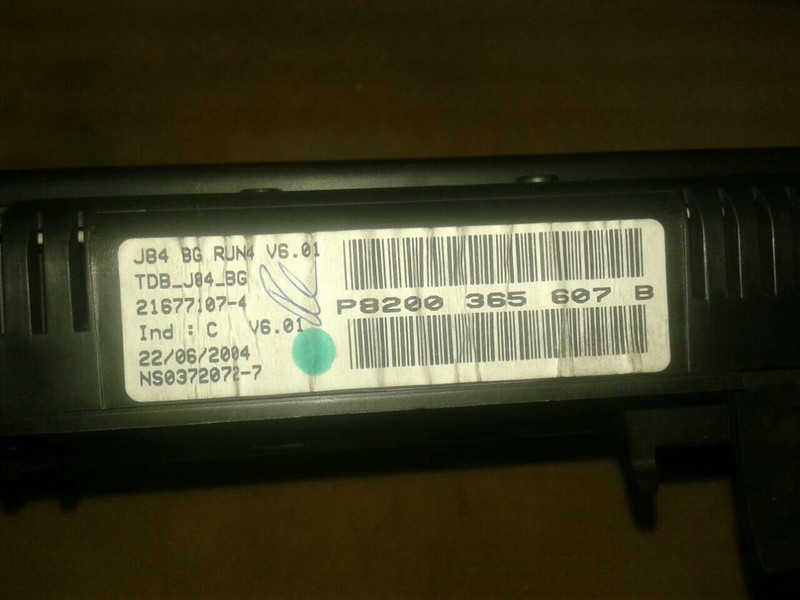 J84 BG RUN4 V6.01
TDB_J84_BG
21677107-4
Ind : C V6.01
22/06/2004
NS0372072-7
P8200 365 607 B